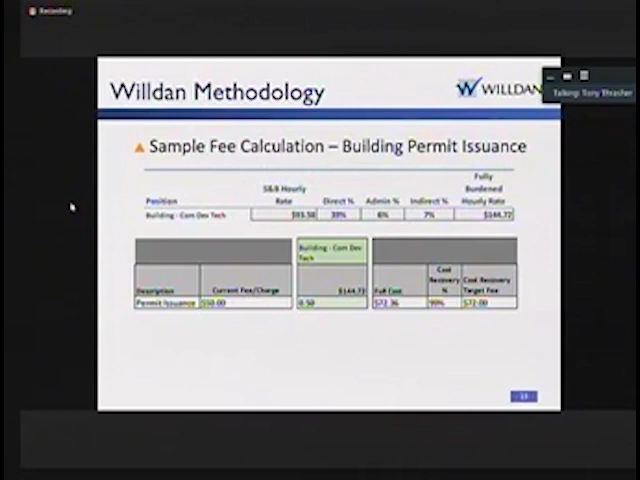 Recording
Willdan Methodology
WILLDAN
Talking: Tony Thrasher
Sample Fee Calculation – Building Permit Issuance
Fully
S&B Hourly Burdened
Position Rate Direct % Admin % Indirect % Hourly Rate
Building - Com Dev Tech $93.58 39% 6% 7% $144.72
Building - Com Dev
Tech
Cost
Recovery Cost Recovery
Description Current Fee/Charge $144.72 Full Cost % Target Fee
Permit Issuance $50.00 0.50 $72.36 99% $72.00
13